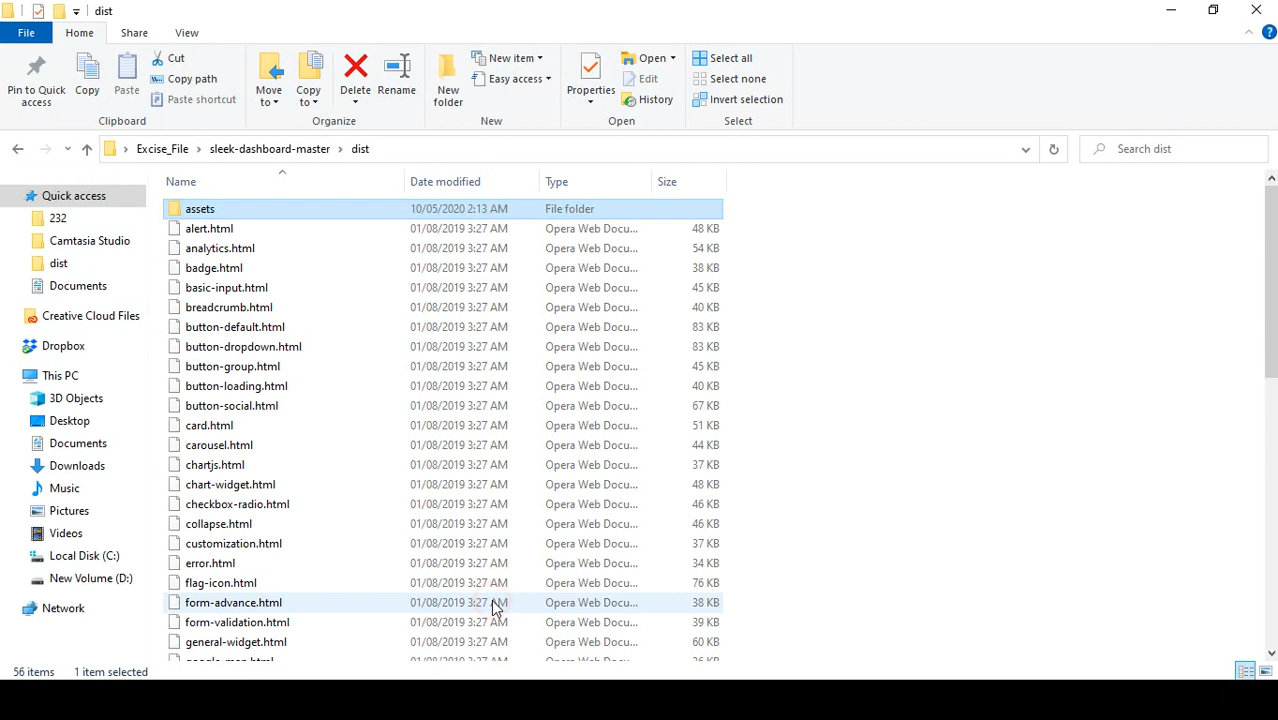 dist
File Home Share View
Pin to Quick access
Copy
Paste
Cut
Copy path
Paste shortcut
Clipboard
Move to
Copy to
Delete
Rename
Organize
New folder
New item
Easy access
New
Properties
Open
Edit
History
Open
Select all
Select none
Invert selection
Select
Excise_File > sleek-dashboard-master > dist
Search dist
Name Date modified Type Size
Quick access
232
Camtasia Studio
dist
Documents
Creative Cloud Files
Dropbox
This PC
3D Objects
Desktop
Documents
Downloads
Music
Pictures
Videos
Local Disk (C:)
New Volume (D:)
Network
assets 10/05/2020 2:13 AM File folder
alert.html 01/08/2019 3:27 AM Opera Web Docu... 48 KB
analytics.html 01/08/2019 3:27 AM Opera Web Docu... 54 KB
badge.html 01/08/2019 3:27 AM Opera Web Docu... 38 KB
basic-input.html 01/08/2019 3:27 AM Opera Web Docu... 45 KB
breadcrumb.html 01/08/2019 3:27 AM Opera Web Docu... 40 KB
button-default.html 01/08/2019 3:27 AM Opera Web Docu... 83 KB
button-dropdown.html 01/08/2019 3:27 AM Opera Web Docu... 83 KB
button-group.html 01/08/2019 3:27 AM Opera Web Docu... 45 KB
button-loading.html 01/08/2019 3:27 AM Opera Web Docu... 40 KB
button-social.html 01/08/2019 3:27 AM Opera Web Docu... 67 KB
card.html 01/08/2019 3:27 AM Opera Web Docu... 51 KB
carousel.html 01/08/2019 3:27 AM Opera Web Docu... 44 KB
chartjs.html 01/08/2019 3:27 AM Opera Web Docu... 37 KB
chart-widget.html 01/08/2019 3:27 AM Opera Web Docu... 48 KB
checkbox-radio.html 01/08/2019 3:27 AM Opera Web Docu... 46 KB
collapse.html 01/08/2019 3:27 AM Opera Web Docu... 46 KB
customization.html 01/08/2019 3:27 AM Opera Web Docu... 37 KB
error.html 01/08/2019 3:27 AM Opera Web Docu... 34 KB
flag-icon.html 01/08/2019 3:27 AM Opera Web Docu... 76 KB
form-advance.html 01/08/2019 3:27 AM Opera Web Docu... 38 KB
form-validation.html 01/08/2019 3:27 AM Opera Web Docu... 39 KB
general-widget.html 01/08/2019 3:27 AM Opera Web Docu... 60 KB
56 items 1 item selected